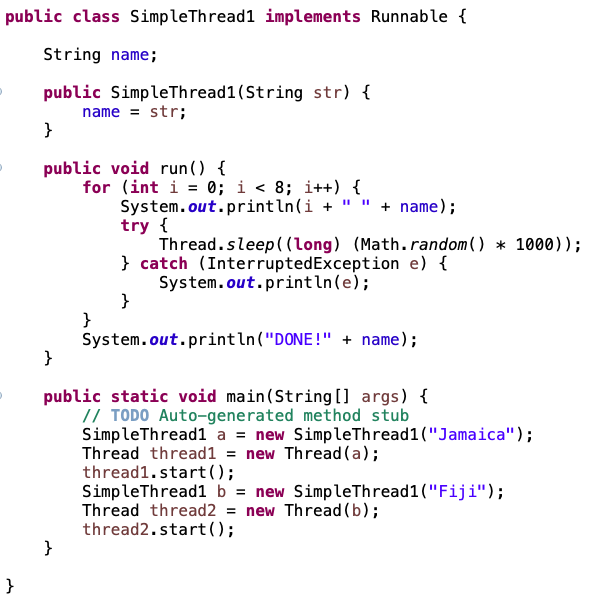 public class SimpleThread1 implements Runnable {
String name;
public SimpleThread1(String str) {
name = str;
}
public void run() {
for (int i = 0; i < 8; i++) {
System.out.println(i + " " + name);
try {
Thread.sleep((long) (Math.random() * 1000));
} catch (InterruptedException e) {
System.out.println(e);
}
}
System.out.println("DONE!" + name);
}
public static void main(String[] args) {
// TODO Auto-generated method stub
SimpleThread1 a = new SimpleThread1("Jamaica");
Thread thread1 = new Thread(a);
thread1.start();
SimpleThread1 b = new SimpleThread1("Fiji");
Thread thread2 = new Thread(b);
thread2.start();
}
}